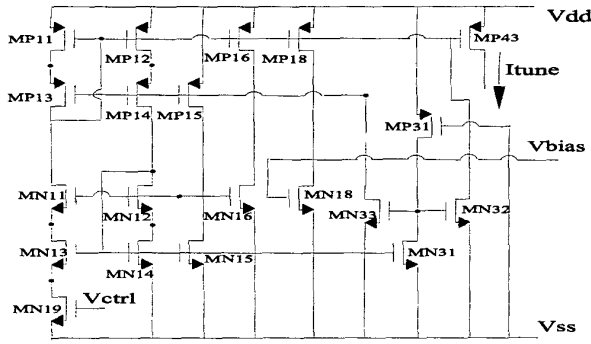 Vdd
MP11
MP12
MP16
MP18
MP43
Itune
MP13
MP14
MP15
MP31
Vbias
MN11
MN12
MN16
MN18
MN33
MN32
MN13
MN14
MN15
MN31
MN19
Vctrl
Vss